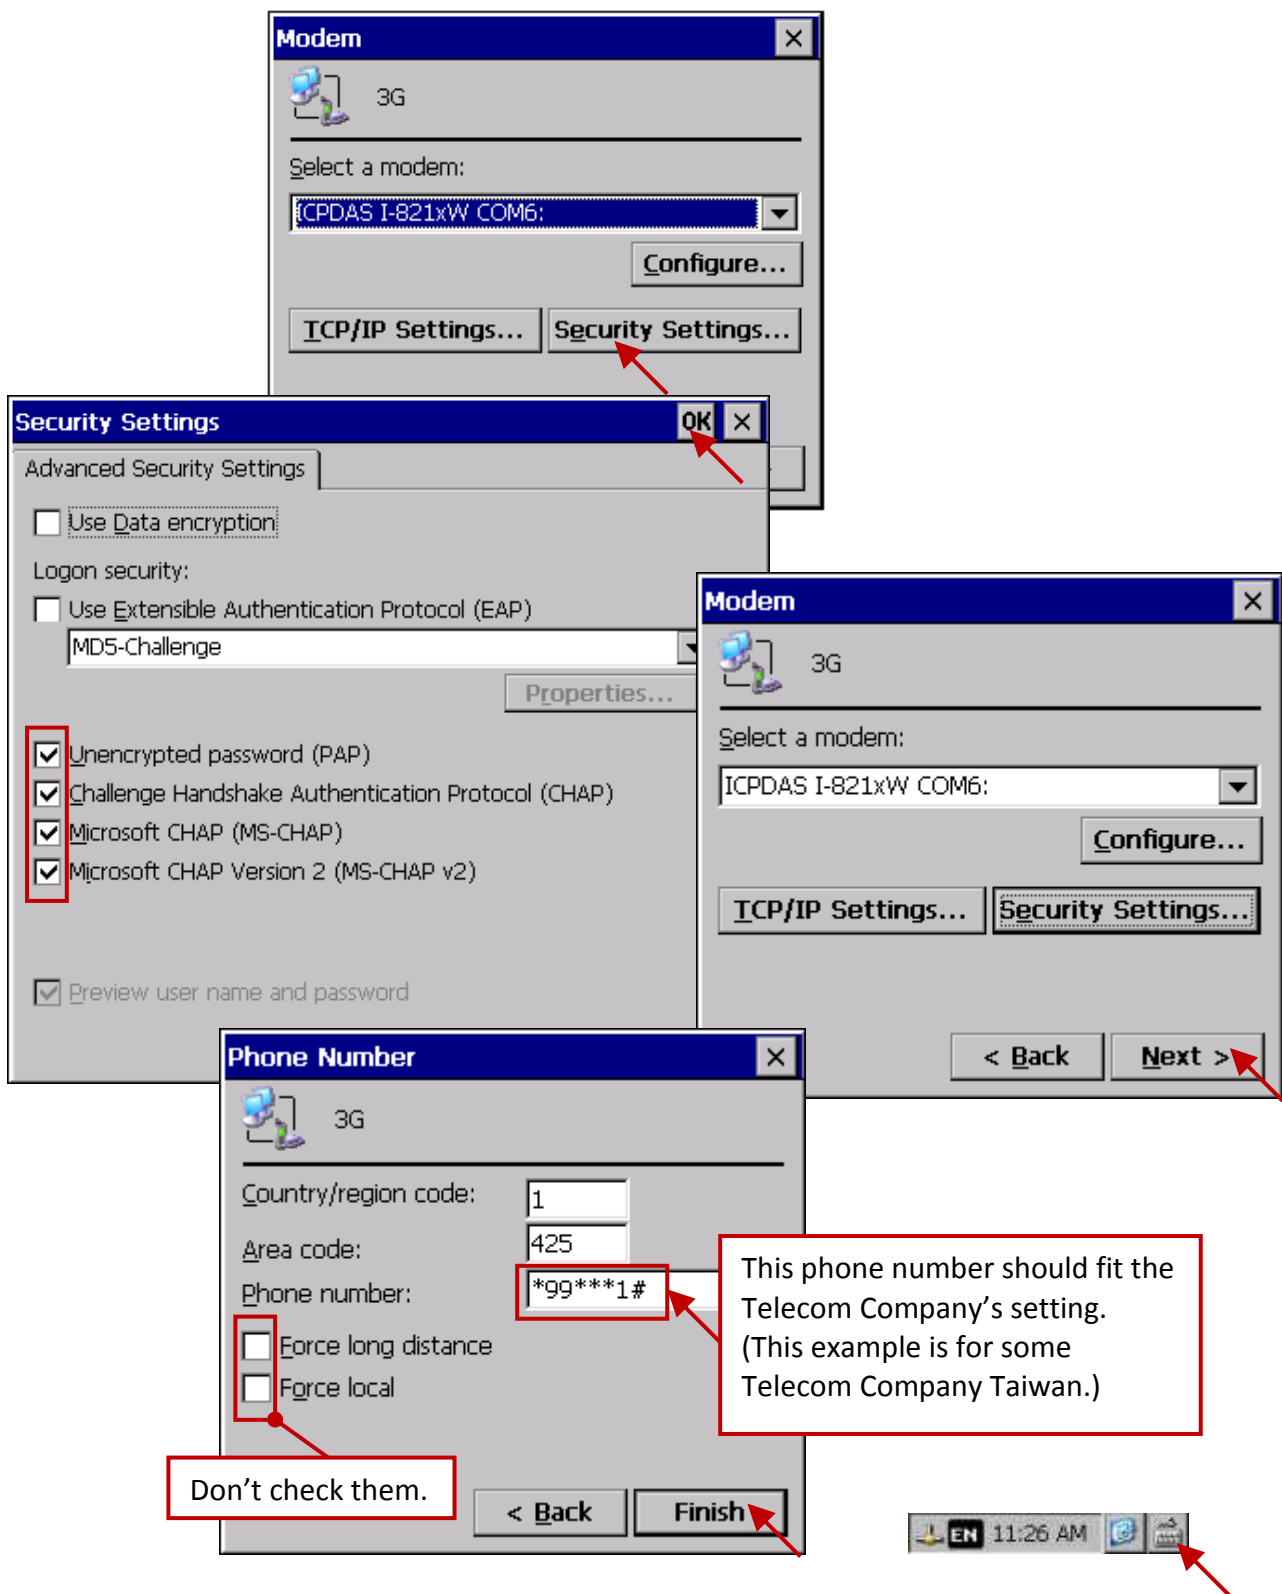 Modem
3G
Select a modem:
ICPDAS I-821xW COM6:
Configure...
TCP/IP Settings... Security Settings...
Security Settings OK
Advanced Security Settings
Use Data encryption
Logon security:
Use Extensible Authentication Protocol (EAP)
MD5-Challenge
Properties...
Unencrypted password (PAP)
Challenge Handshake Authentication Protocol (CHAP)
Microsoft CHAP (MS-CHAP)
Microsoft CHAP Version 2 (MS-CHAP v2)
Preview user name and password
Modem
3G
Select a modem:
ICPDAS I-821xW COM6:
Configure...
TCP/IP Settings... Security Settings...
< Back Next >
Phone Number
3G
Country/region code: 1
Area code: 425
Phone number: *99***1#
Force long distance
Force local
< Back Finish
This phone number should fit the
Telecom Company’s setting.
(This example is for some
Telecom Company Taiwan.)
Don’t check them.
EN 11:26 AM